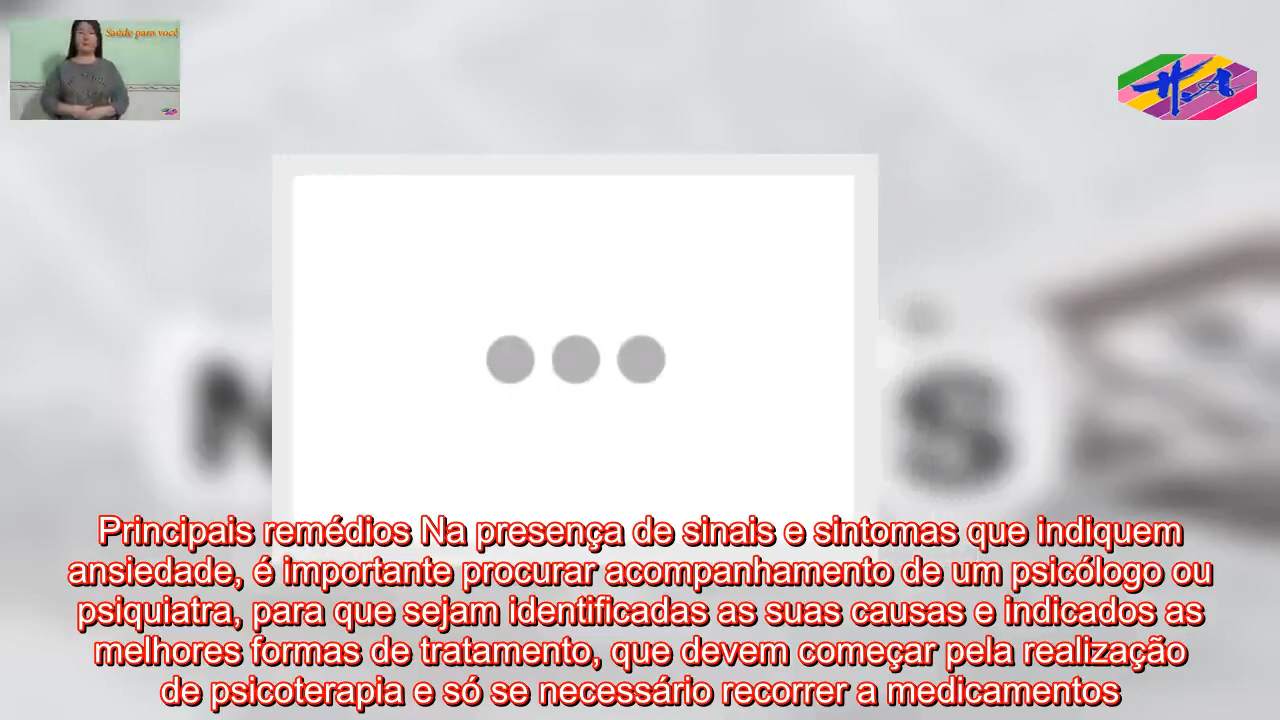 Saúde para você
H.A
N
S
Principais remédios Na presença de sinais e sintomas que indiquem
ansiedade, é importante procurar acompanhamento de um psicólogo ou
psiquiatra, para que sejam identificadas as suas causas e indicados as
melhores formas de tratamento, que devem começar pela realização
de psicoterapia e só se necessário recorrer a medicamentos